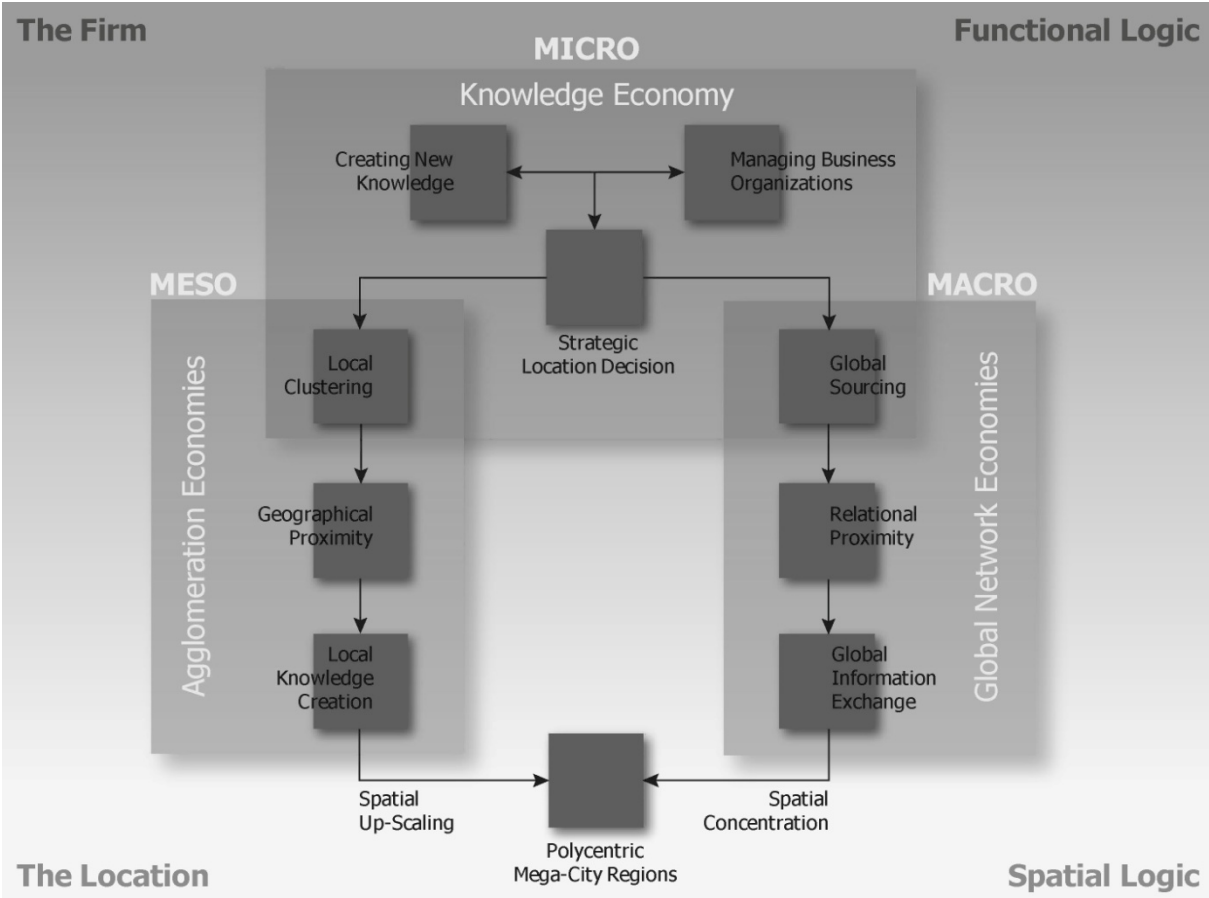 The Firm
Functional Logic
MICRO
Knowledge Economy
Creating New
Knowledge
Managing Business
Organizations
MESO
MACRO
Strategic
Location Decision
Local
Clustering
Global
Sourcing
Agglomeration Economies
Global Network Economies
Geographical
Proximity
Relational
Proximity
Local
Knowledge
Creation
Global
Information
Exchange
Spatial
Up-Scaling
Spatial
Concentration
Polycentric
Mega-City Regions
The Location
Spatial Logic